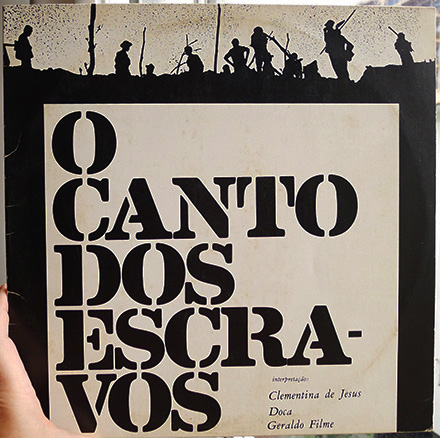 O
CANTO
DOS
ESCRA-
VOS
interpretação:
Clementina de Jesus
Doca
Geraldo Filme